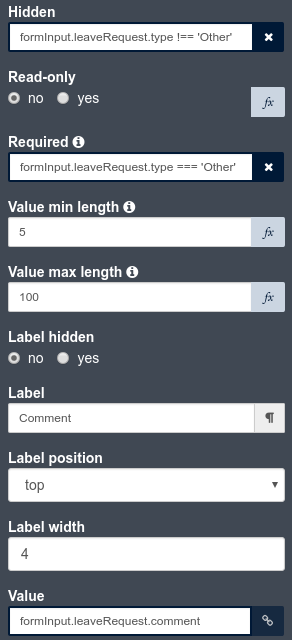 Hidden
formInput.leaveRequest.type !== 'Other'
Read-only
no yes
fx
Required
formInput.leaveRequest.type === 'Other'
Value min length
5 fx
Value max length
100 fx
Label hidden
no yes
Label
Comment ¶
Label position
top
Label width
4
Value
formInput.leaveRequest.comment